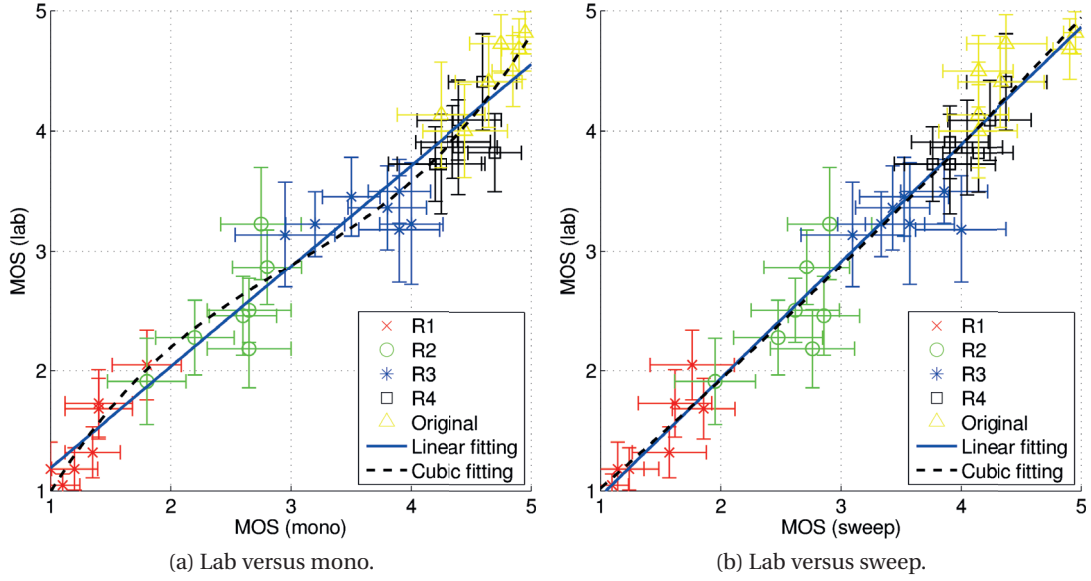 5
4
3
2
1
MOS (lab)
R1
R2
R3
R4
Original
Linear fitting
Cubic fitting
1 2 3 4 5
MOS (mono)
(a) Lab versus mono.
5
4
3
2
1
MOS (lab)
R1
R2
R3
R4
Original
Linear fitting
Cubic fitting
1 2 3 4 5
MOS (sweep)
(b) Lab versus sweep.